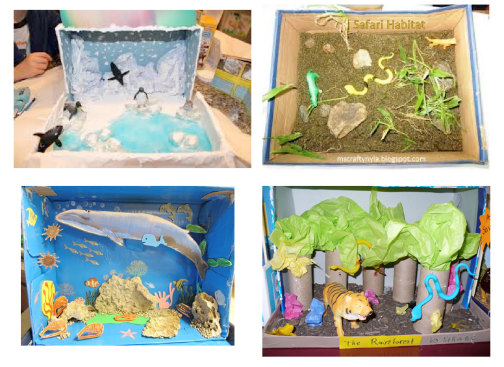 Safari Habitat
mscraftynyla.blogspot.com
The Rainforest